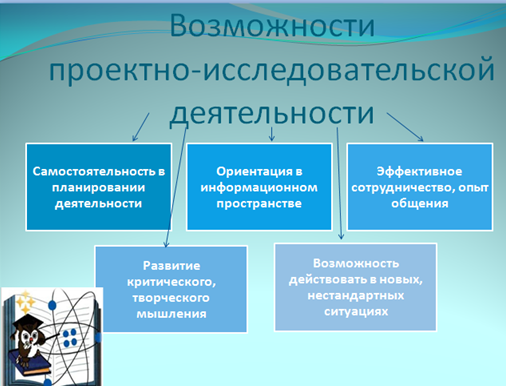 Возможности
проектно-исследовательской
деятельности
Самостоятельность в
планировании
деятельности
Ориентация в
информационном
пространстве
Эффективное
сотрудничество, опыт
общения
Развитие
критического,
творческого
мышления
Возможность
действовать в новых,
нестандартных
ситуациях